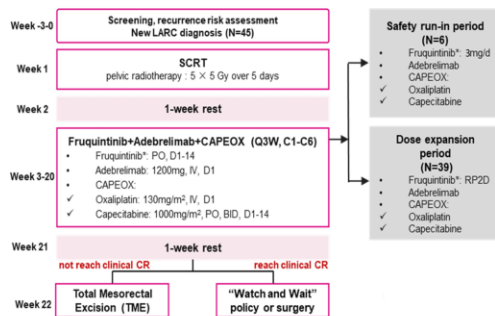 Week -3-0
Screening, recurrence risk assessment
New LARC diagnosis (N=45)
Week 1
SCRT
pelvic radiotherapy : 5 × 5 Gy over 5 days
Week 2
1-week rest
Week 3-20
Fruquintinib+Adebrelimab+CAPEOX (Q3W, C1-C6)
• Fruquintinib*: PO, D1-14
• Adebrelimab: 1200mg, IV, D1
• CAPEOX:
✓ Oxaliplatin: 130mg/m², IV, D1
✓ Capecitabine: 1000mg/m², PO, BID, D1-14
Week 21
1-week rest
not reach clinical CR
reach clinical CR
Week 22
Total Mesorectal
Excision (TME)
“Watch and Wait”
policy or surgery
Safety run-in period
(N=6)
• Fruquintinib*: 3mg/d
• Adebrelimab
• CAPEOX:
✓ Oxaliplatin
✓ Capecitabine
Dose expansion
period
(N=39)
• Fruquintinib*: RP2D
• Adebrelimab
• CAPEOX:
✓ Oxaliplatin
✓ Capecitabine